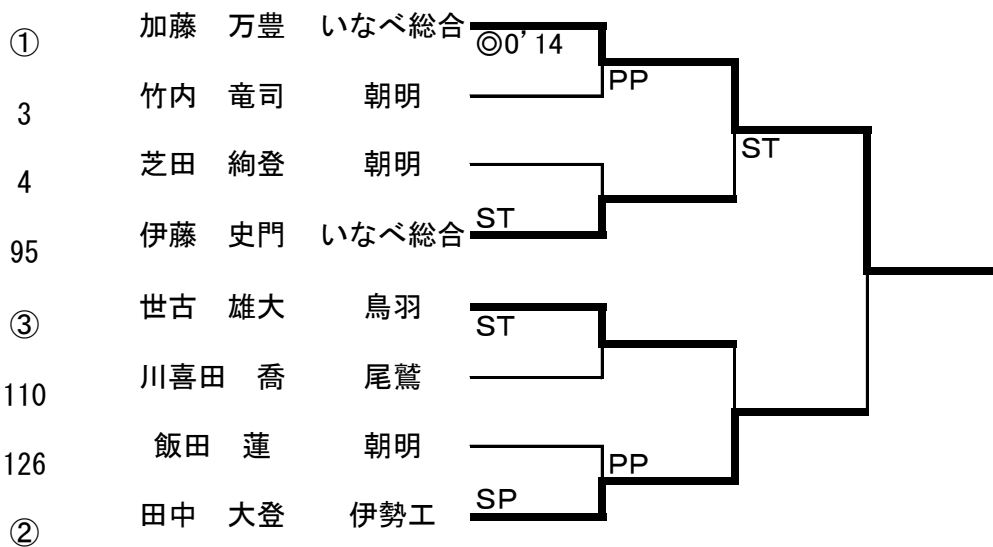 ① 加藤 万豊 いなべ総合 ◎0'14
PP
3 竹内 竜司 朝明
ST
4 芝田 絢登 朝明
ST
95 伊藤 史門 いなべ総合
③ 世古 雄大 鳥羽
ST
110 川喜田 喬 尾鷲
126 飯田 蓮 朝明
PP
SP
② 田中 大登 伊勢工